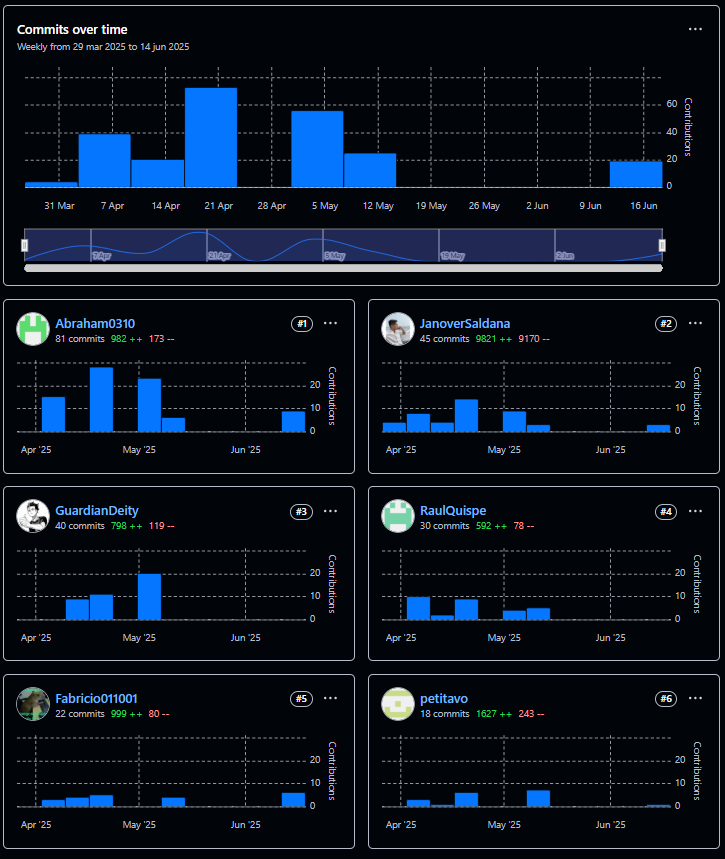 Commits over time
Weekly from 29 mar 2025 to 14 jun 2025
60
40
20
0
Contributions
31 Mar 7 Apr 14 Apr 21 Apr 28 Apr 5 May 12 May 19 May 26 May 2 Jun 9 Jun 16 Jun
7 Apr 21 Apr 5 May 19 May 2 Jun
Abraham0310 #1
81 commits 982 ++ 173 --
20
10
0
Contributions
Apr '25 May '25 Jun '25
JanoverSaldana #2
45 commits 9821 ++ 9170 --
20
10
0
Contributions
Apr '25 May '25 Jun '25
GuardianDeity #3
40 commits 798 ++ 119 --
20
10
0
Contributions
Apr '25 May '25 Jun '25
RaulQuispe #4
30 commits 592 ++ 78 --
20
10
0
Contributions
Apr '25 May '25 Jun '25
Fabricio011001 #5
22 commits 999 ++ 80 --
20
10
0
Contributions
Apr '25 May '25 Jun '25
petitavo #6
18 commits 1627 ++ 243 --
20
10
0
Contributions
Apr '25 May '25 Jun '25